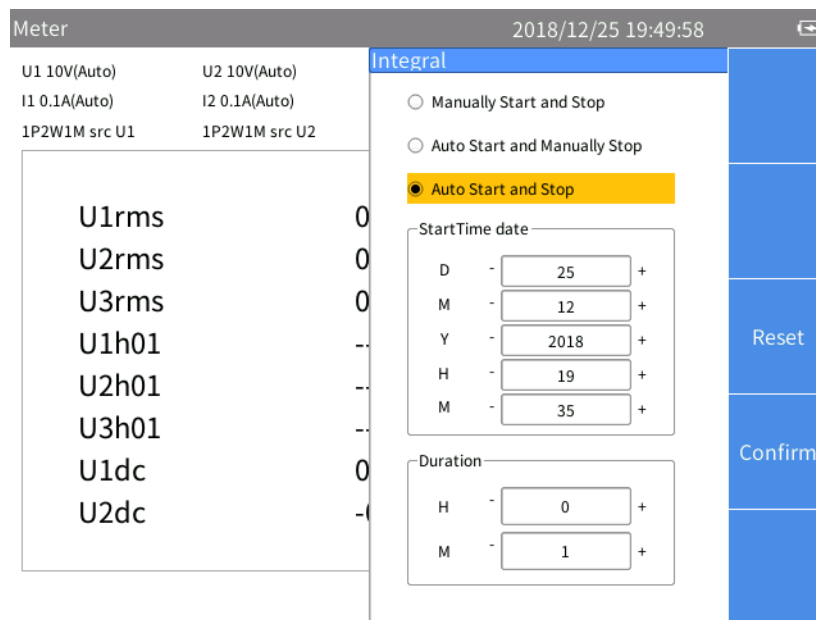 Meter 2018/12/25 19:49:58
U1 10V(Auto) U2 10V(Auto)
I1 0.1A(Auto) I2 0.1A(Auto)
1P2W1M src U1 1P2W1M src U2
U1rms 0
U2rms 0
U3rms 0
U1h01 --
U2h01 --
U3h01 --
U1dc 0
U2dc -0
Integral
Manually Start and Stop
Auto Start and Manually Stop
Auto Start and Stop
StartTime date
D - 25 +
M - 12 +
Y - 2018 +
H - 19 +
M - 35 +
Duration
H - 0 +
M - 1 +
Reset
Confirm